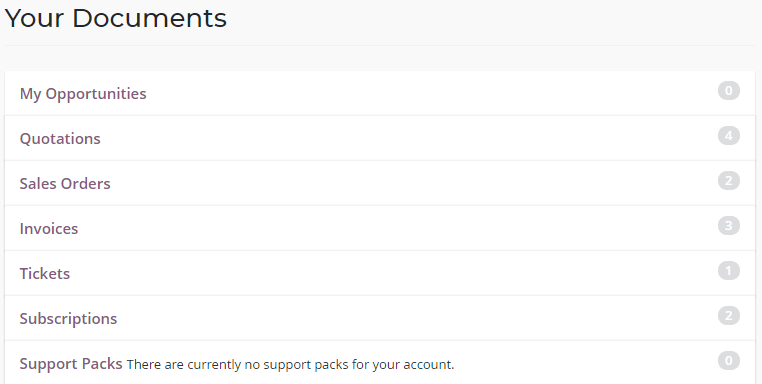 Your Documents
My Opportunities 0
Quotations 4
Sales Orders 2
Invoices 3
Tickets 1
Subscriptions 2
Support Packs There are currently no support packs for your account. 0